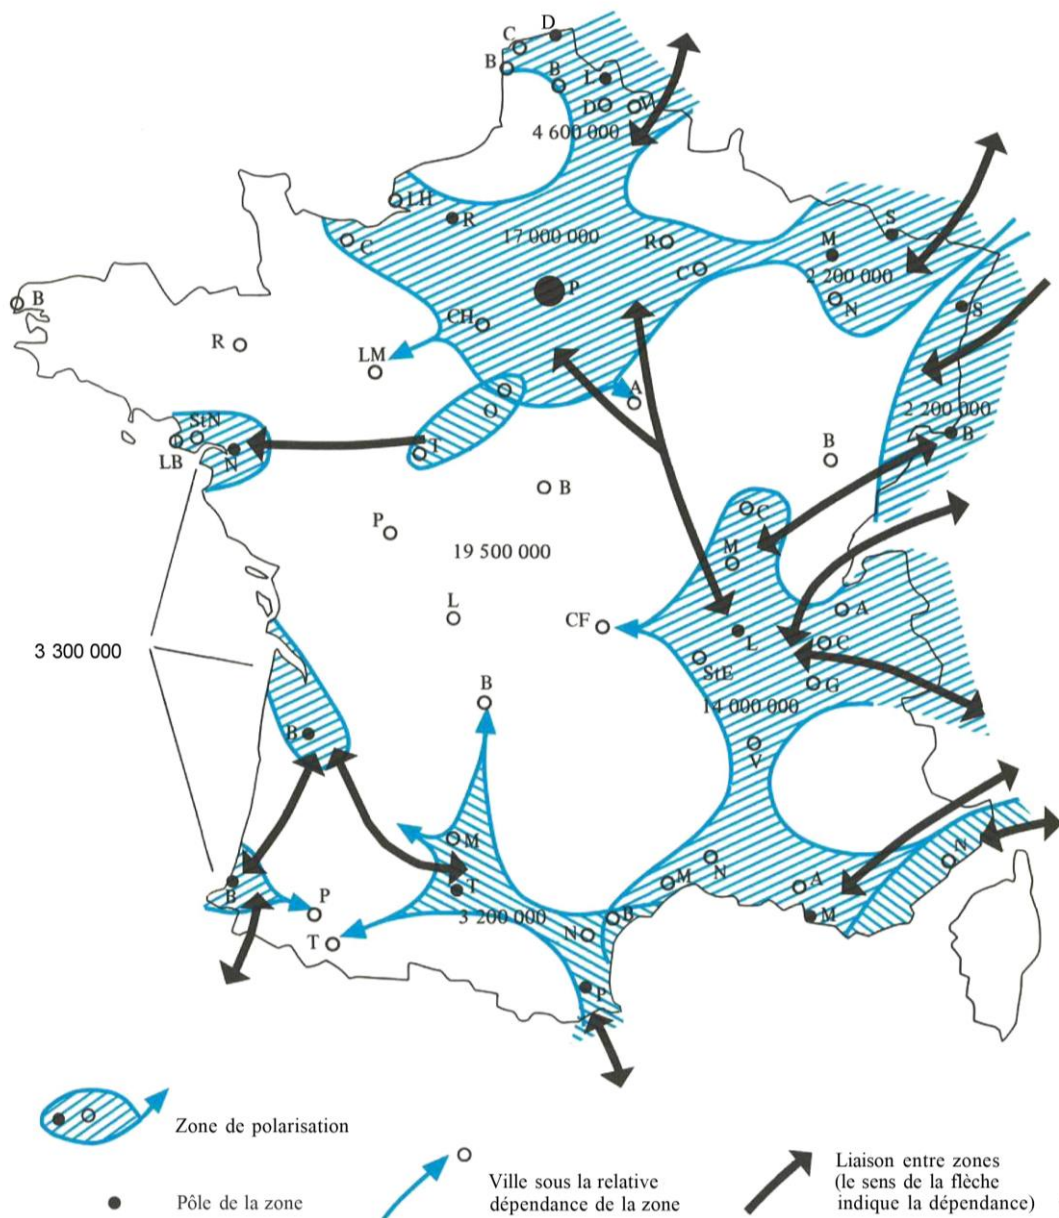 D
C
B
B
L
D
V
4 600 000
LH
R
17 000 000
R
C
C
P
CH
LM
M
S
2 200 000
N
S
B
R
O
A
2 200 000
B
StN
LB
N
T
B
B
P
19 500 000
C
M
L
CF
L
A
C
StE
G
3 300 000
14 000 000
B
B
V
M
T
N
M
N
A
M
B
P
T
3 200 000
B
N
P
Zone de polarisation
Pôle de la zone
Ville sous la relative
dépendance de la zone
Liaison entre zones
(le sens de la flèche
indique la dépendance)